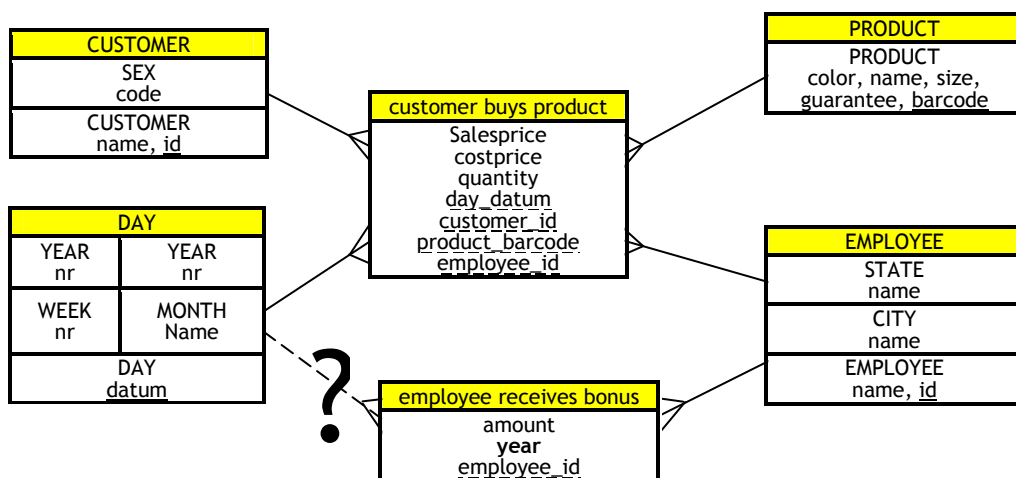 CUSTOMER
SEX
code
CUSTOMER
name, id
DAY
YEAR
nr
YEAR
nr
WEEK
nr
MONTH
Name
DAY
datum
customer buys product
Salesprice
costprice
quantity
day_datum
customer_id
product_barcode
employee_id
?
employee receives bonus
amount
year
employee_id
PRODUCT
PRODUCT
color, name, size,
guarantee, barcode
EMPLOYEE
STATE
name
CITY
name
EMPLOYEE
name, id